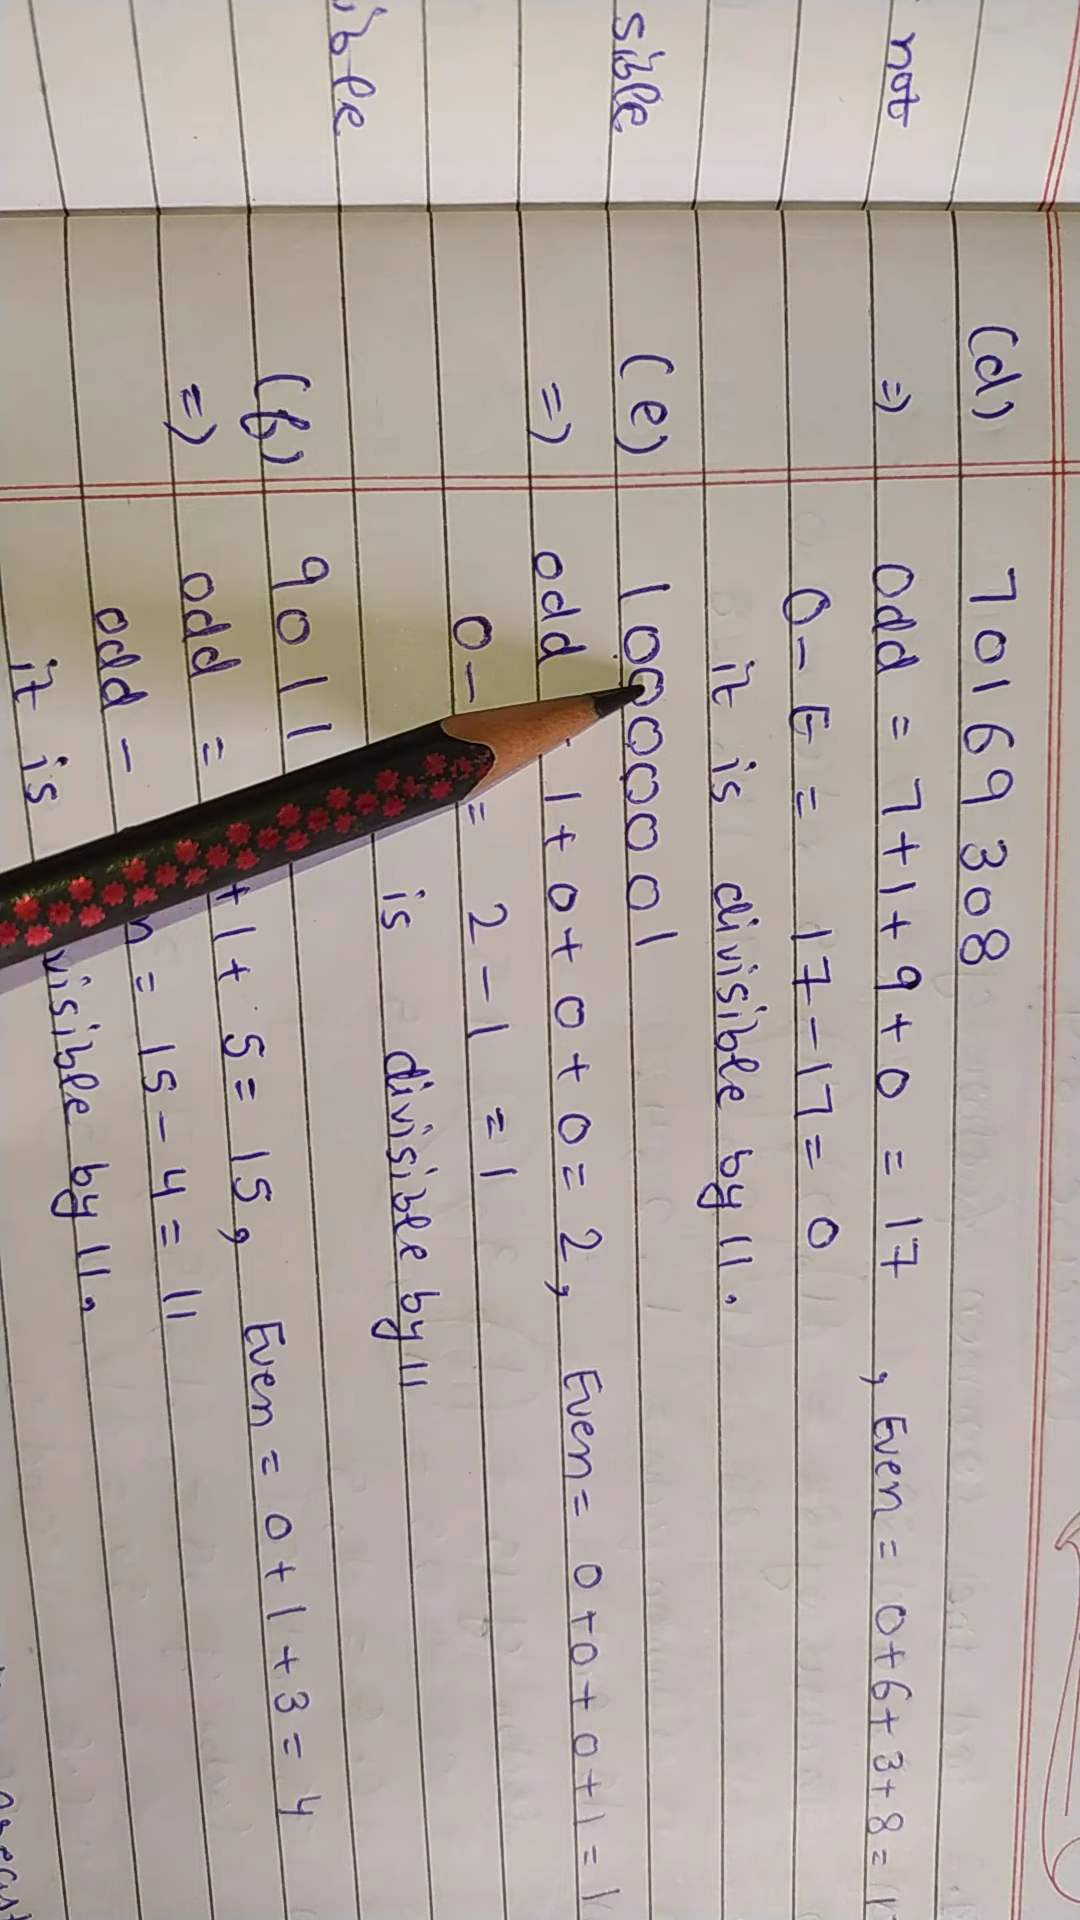 not
sible
ible
(d) 70169308
=) odd = 7+1+9+0 = 17 , Even = 0+6+3+8=1
0-E = 17-17= 0
it is divisible by 11.
(e) 10000001
=) odd 1+0+0+0= 2, Even= 0+0+0+1=1
0- = 2-1 =1
is divisible by 11
(f) 9011
=) odd = +1+5= 15, Even= 0+1+3= 4
odd - n= 15-4= 11
it is visible by 11,